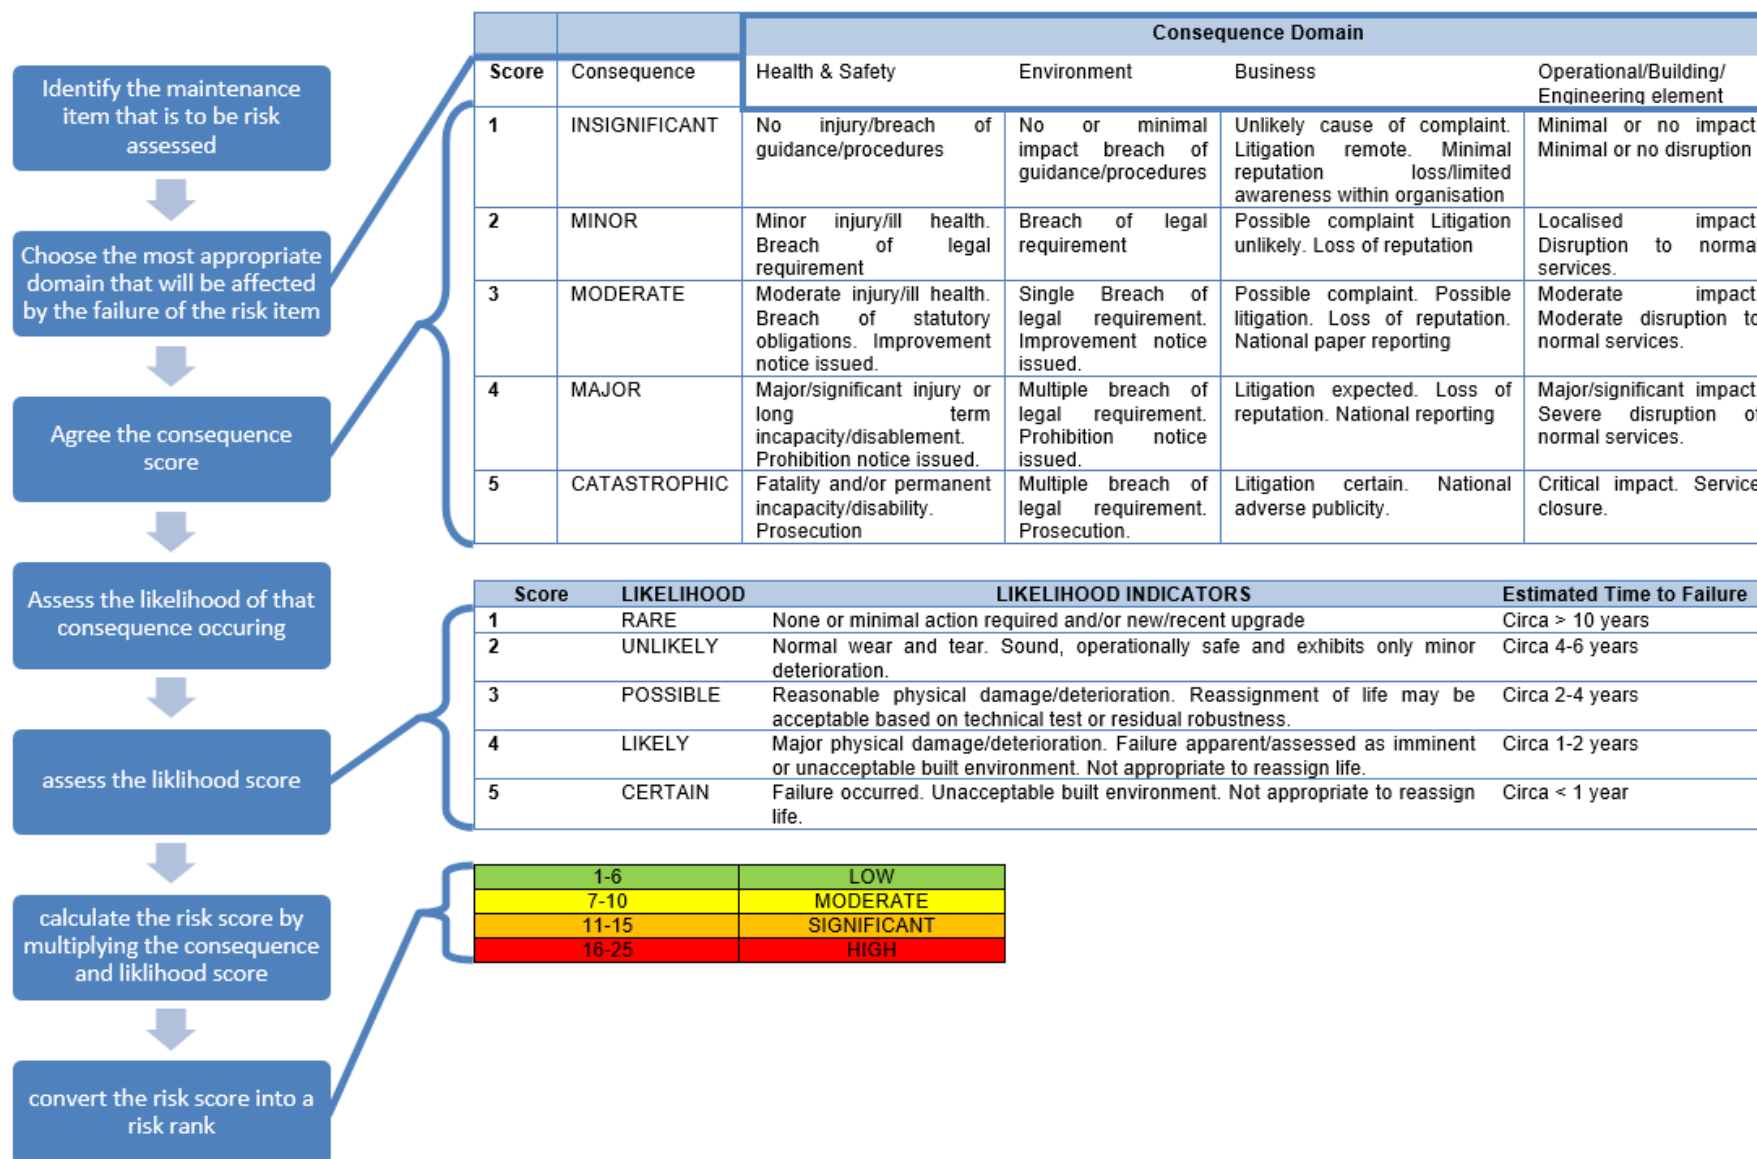 Identify the maintenance
item that is to be risk
assessed
Choose the most appropriate
domain that will be affected
by the failure of the risk item
Agree the consequence
score
Assess the likelihood of that
consequence occuring
assess the liklihood score
calculate the risk score by
multiplying the consequence
and liklihood score
convert the risk score into a
risk rank
Consequence Domain
Score Consequence Health & Safety Environment Business Operational/Building/
Engineering element
1 INSIGNIFICANT No injury/breach of
guidance/procedures
No or minimal
impact breach of
guidance/procedures
Unlikely cause of complaint.
Litigation remote. Minimal
reputation loss/limited
awareness within organisation
Minimal or no impact.
Minimal or no disruption
2 MINOR Minor injury/ill health.
Breach of legal
requirement
Breach of legal
requirement
Possible complaint Litigation
unlikely. Loss of reputation
Localised impact.
Disruption to normal
services.
3 MODERATE Moderate injury/ill health.
Breach of statutory
obligations. Improvement
notice issued.
Single Breach of
legal requirement.
Improvement notice
issued.
Possible complaint. Possible
litigation. Loss of reputation.
National paper reporting
Moderate impact.
Moderate disruption to
normal services.
4 MAJOR Major/significant injury or
long term
incapacity/disablement.
Prohibition notice issued.
Multiple breach of
legal requirement.
Prohibition notice
issued.
Litigation expected. Loss of
reputation. National reporting
Major/significant impact.
Severe disruption of
normal services.
5 CATASTROPHIC Fatality and/or permanent
incapacity/disability.
Prosecution
Multiple breach of
legal requirement.
Prosecution.
Litigation certain. National
adverse publicity.
Critical impact. Service
closure.
Score LIKELIHOOD LIKELIHOOD INDICATORS Estimated Time to Failure
1 RARE None or minimal action required and/or new/recent upgrade Circa > 10 years
2 UNLIKELY Normal wear and tear. Sound, operationally safe and exhibits only minor Circa 4-6 years
deterioration.
3 POSSIBLE Reasonable physical damage/deterioration. Reassignment of life may be Circa 2-4 years
acceptable based on technical test or residual robustness.
4 LIKELY Major physical damage/deterioration. Failure apparent/assessed as imminent Circa 1-2 years
or unacceptable built environment. Not appropriate to reassign life.
5 CERTAIN Failure occurred. Unacceptable built environment. Not appropriate to reassign Circa < 1 year
life.
1-6 LOW
7-10 MODERATE
11-15 SIGNIFICANT
16-25 HIGH